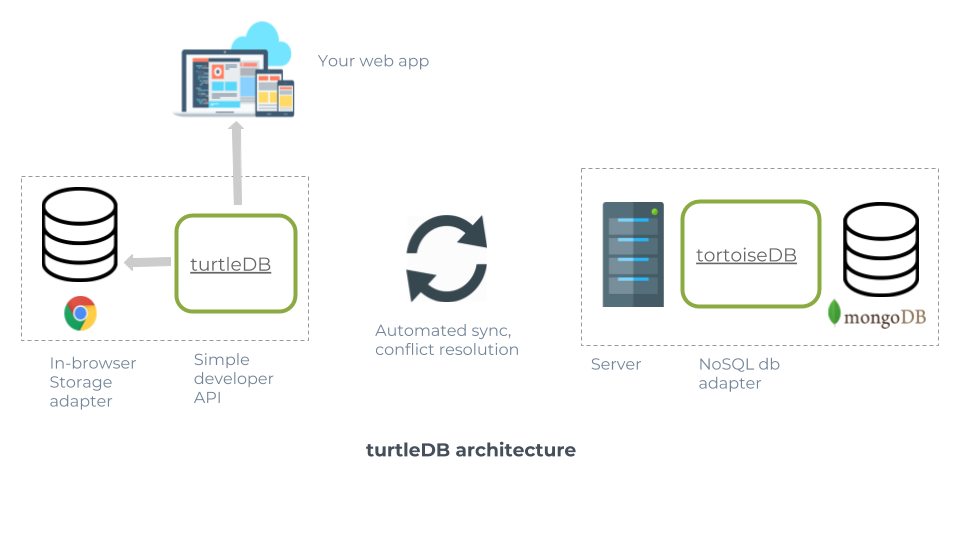 Your web app
turtleDB
tortoiseDB
mongoDB
Automated sync,
conflict resolution
In-browser
Storage
adapter
Simple
developer
API
Server
NoSQL db
adapter
turtleDB architecture